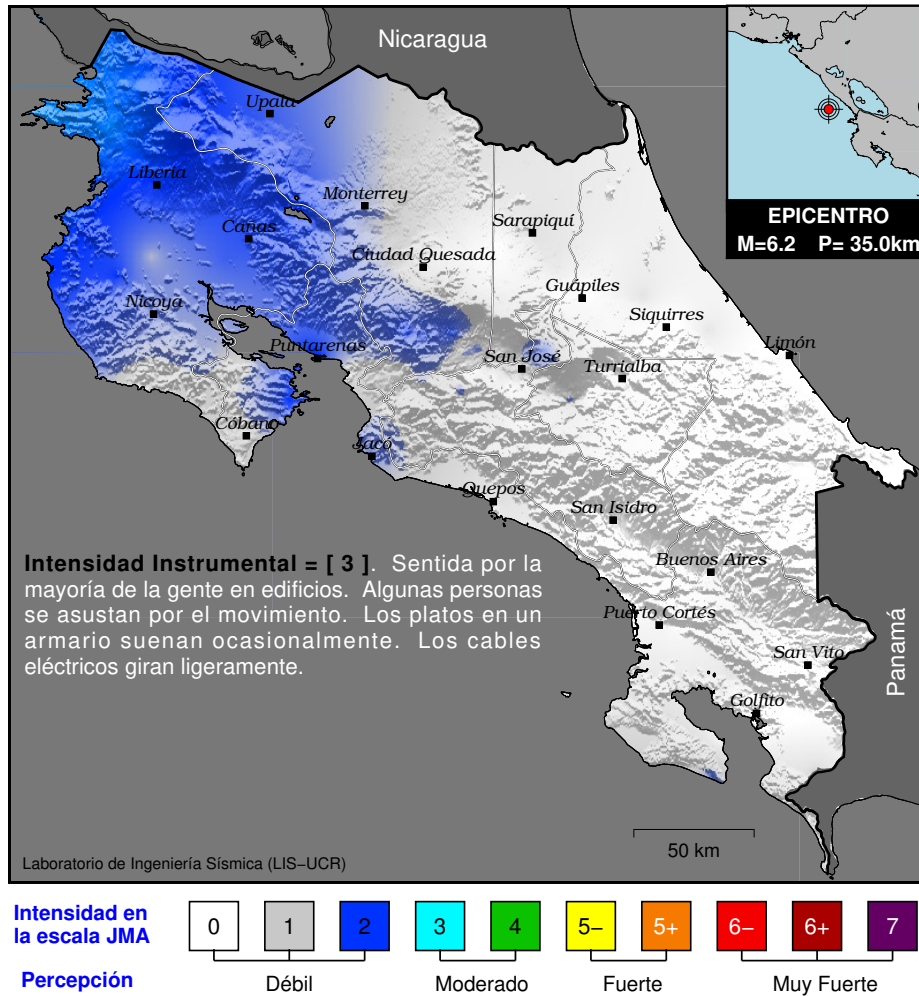 Nicaragua
EPICENTRO
M=6.2 P= 35.0km
Upala
Liberia
Monterrey
Cañas
Sarapiquí
Ciudad Quesada
Guápiles
Nicoya
Siquirres
Puntarenas
San José
Limón
Turrialba
Cóbano
Jacó
Quepos
San Isidro
Buenos Aires
Puerto Cortés
San Vito
Golfito
Panamá
Intensidad Instrumental = [ 3 ]. Sentida por la
mayoría de la gente en edificios. Algunas personas
se asustan por el movimiento. Los platos en un
armario suenan ocasionalmente. Los cables
eléctricos giran ligeramente.
50 km
Laboratorio de Ingeniería Sísmica (LIS−UCR)
Intensidad en
la escala JMA
0 1 2 3 4 5− 5+ 6− 6+ 7
Percepción
Débil Moderado Fuerte Muy Fuerte